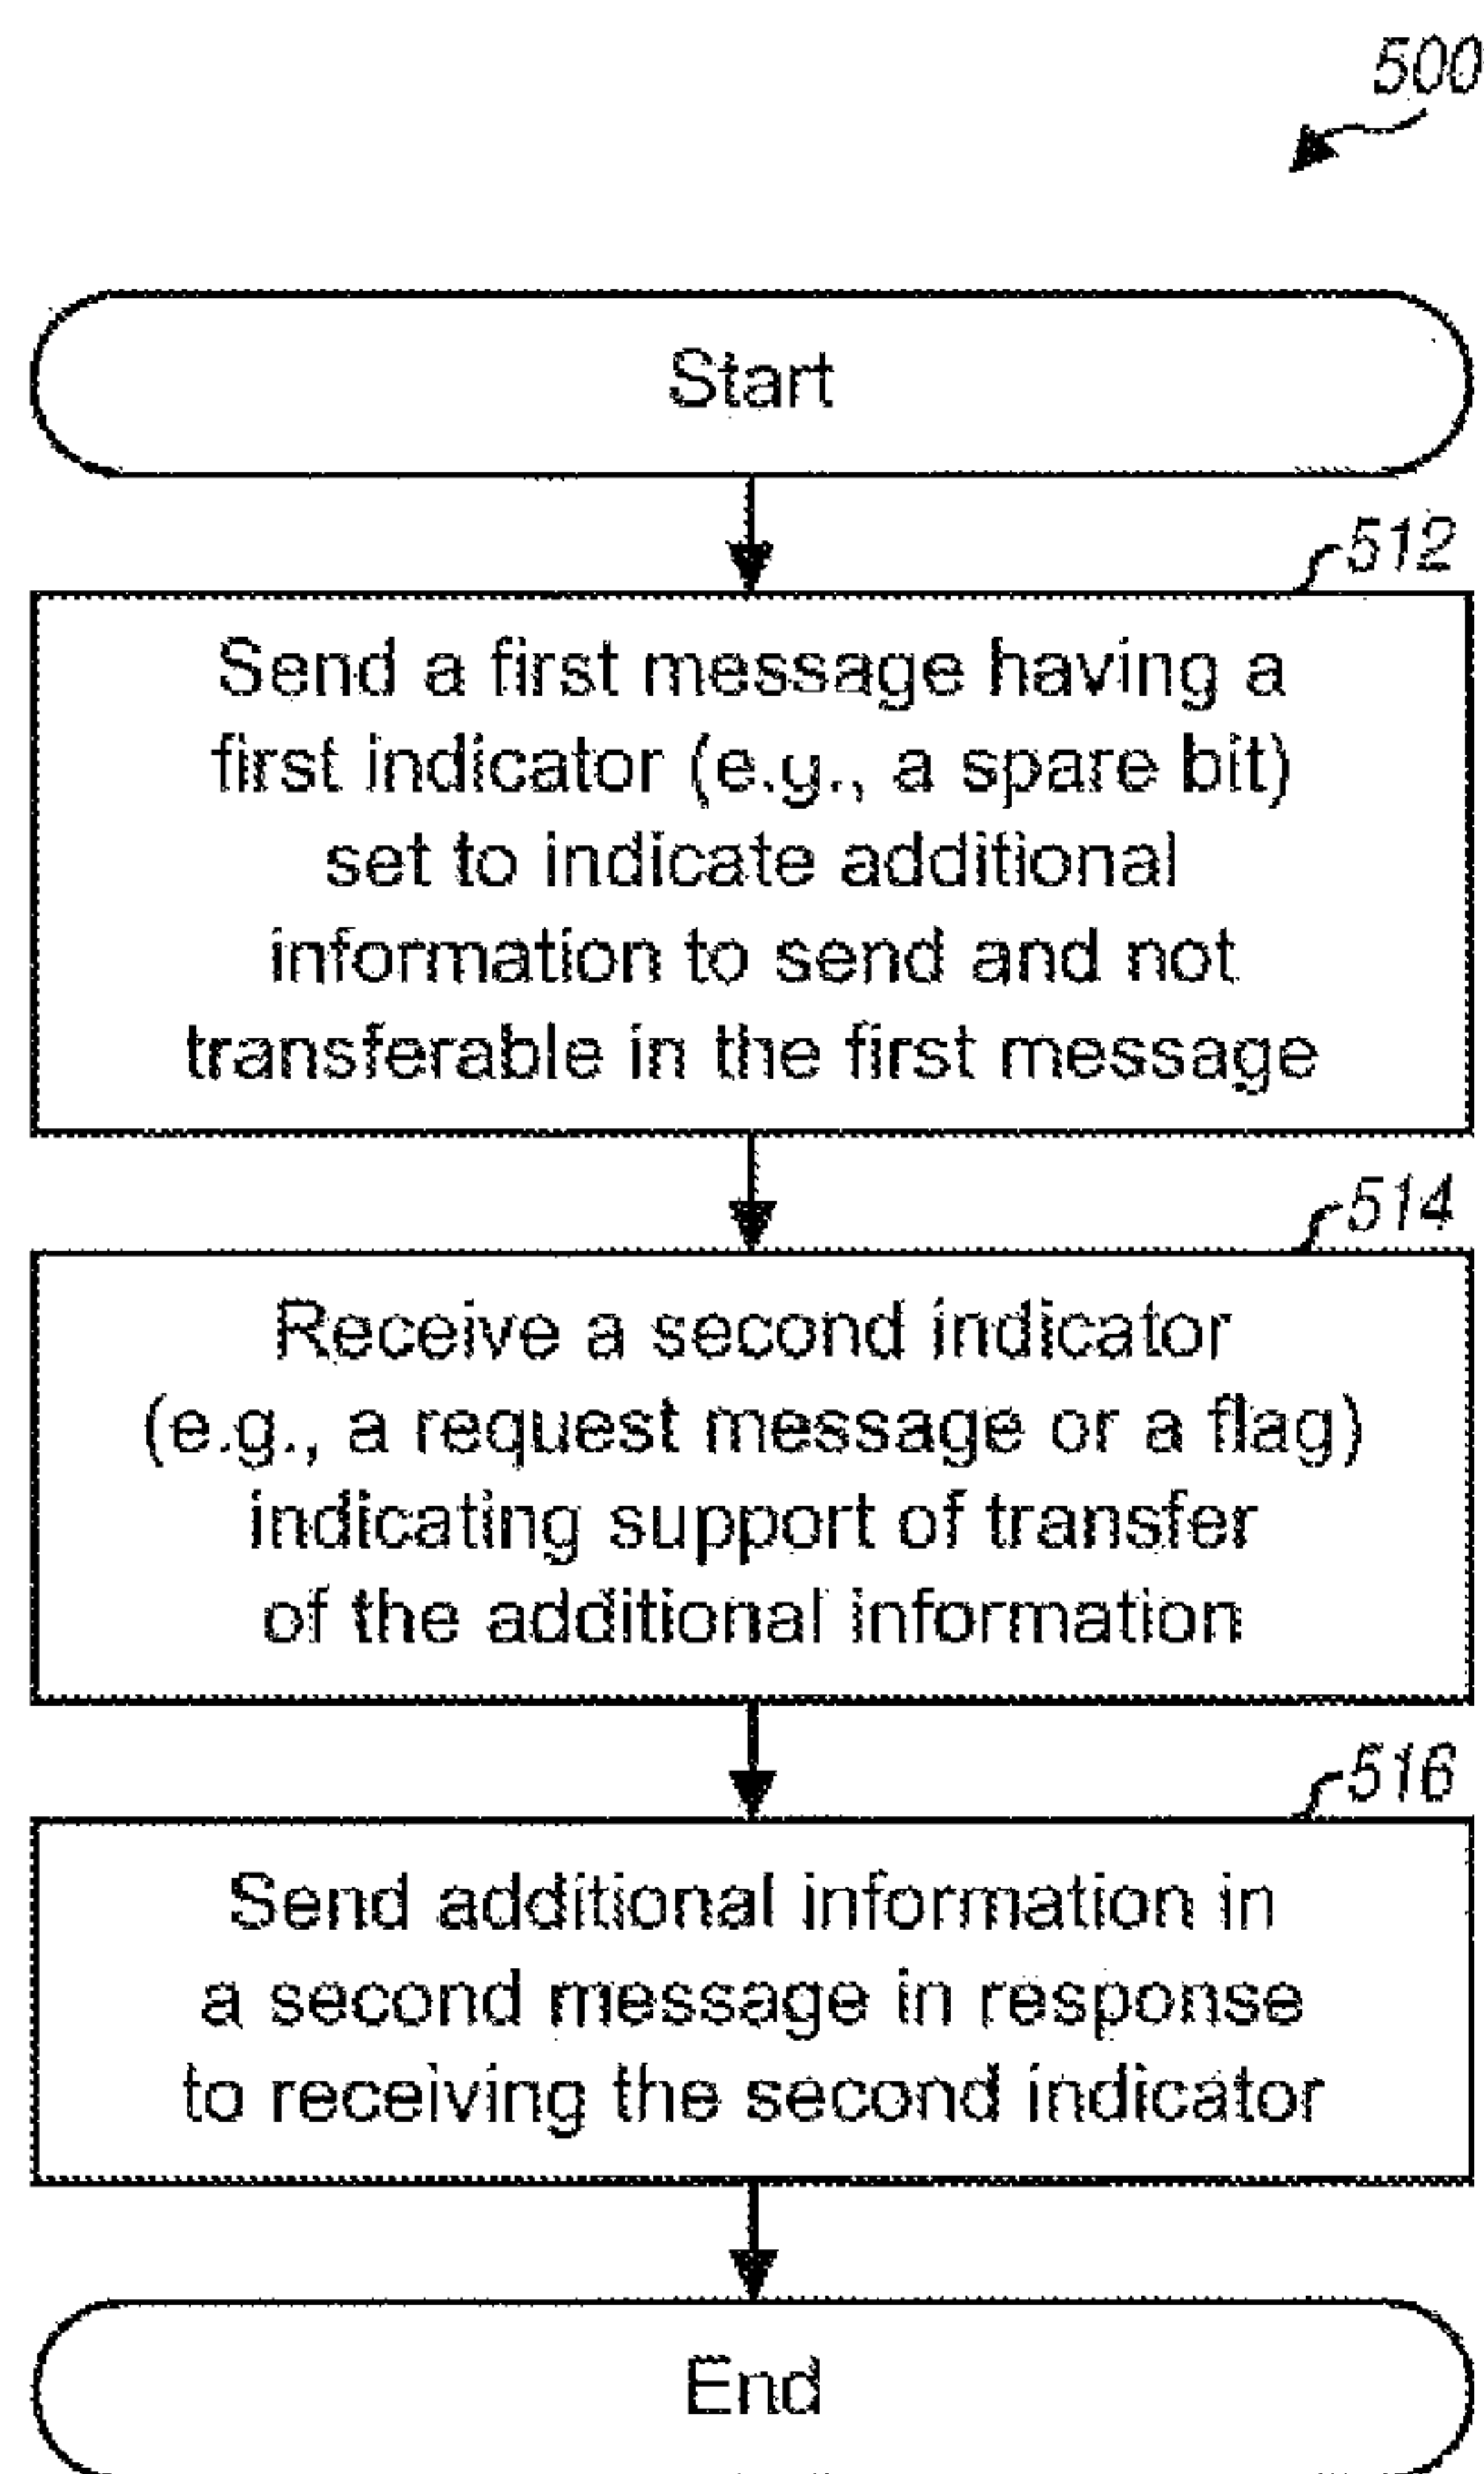 500
Start
512
Send a first message having a
first indicator (e.g., a spare bit)
set to indicate additional
information to send and not
transferable in the first message
514
Receive a second indicator
(e.g., a request message or a flag)
indicating support of transfer
of the additional information
516
Send additional information in
a second message in response
to receiving the second indicator
End